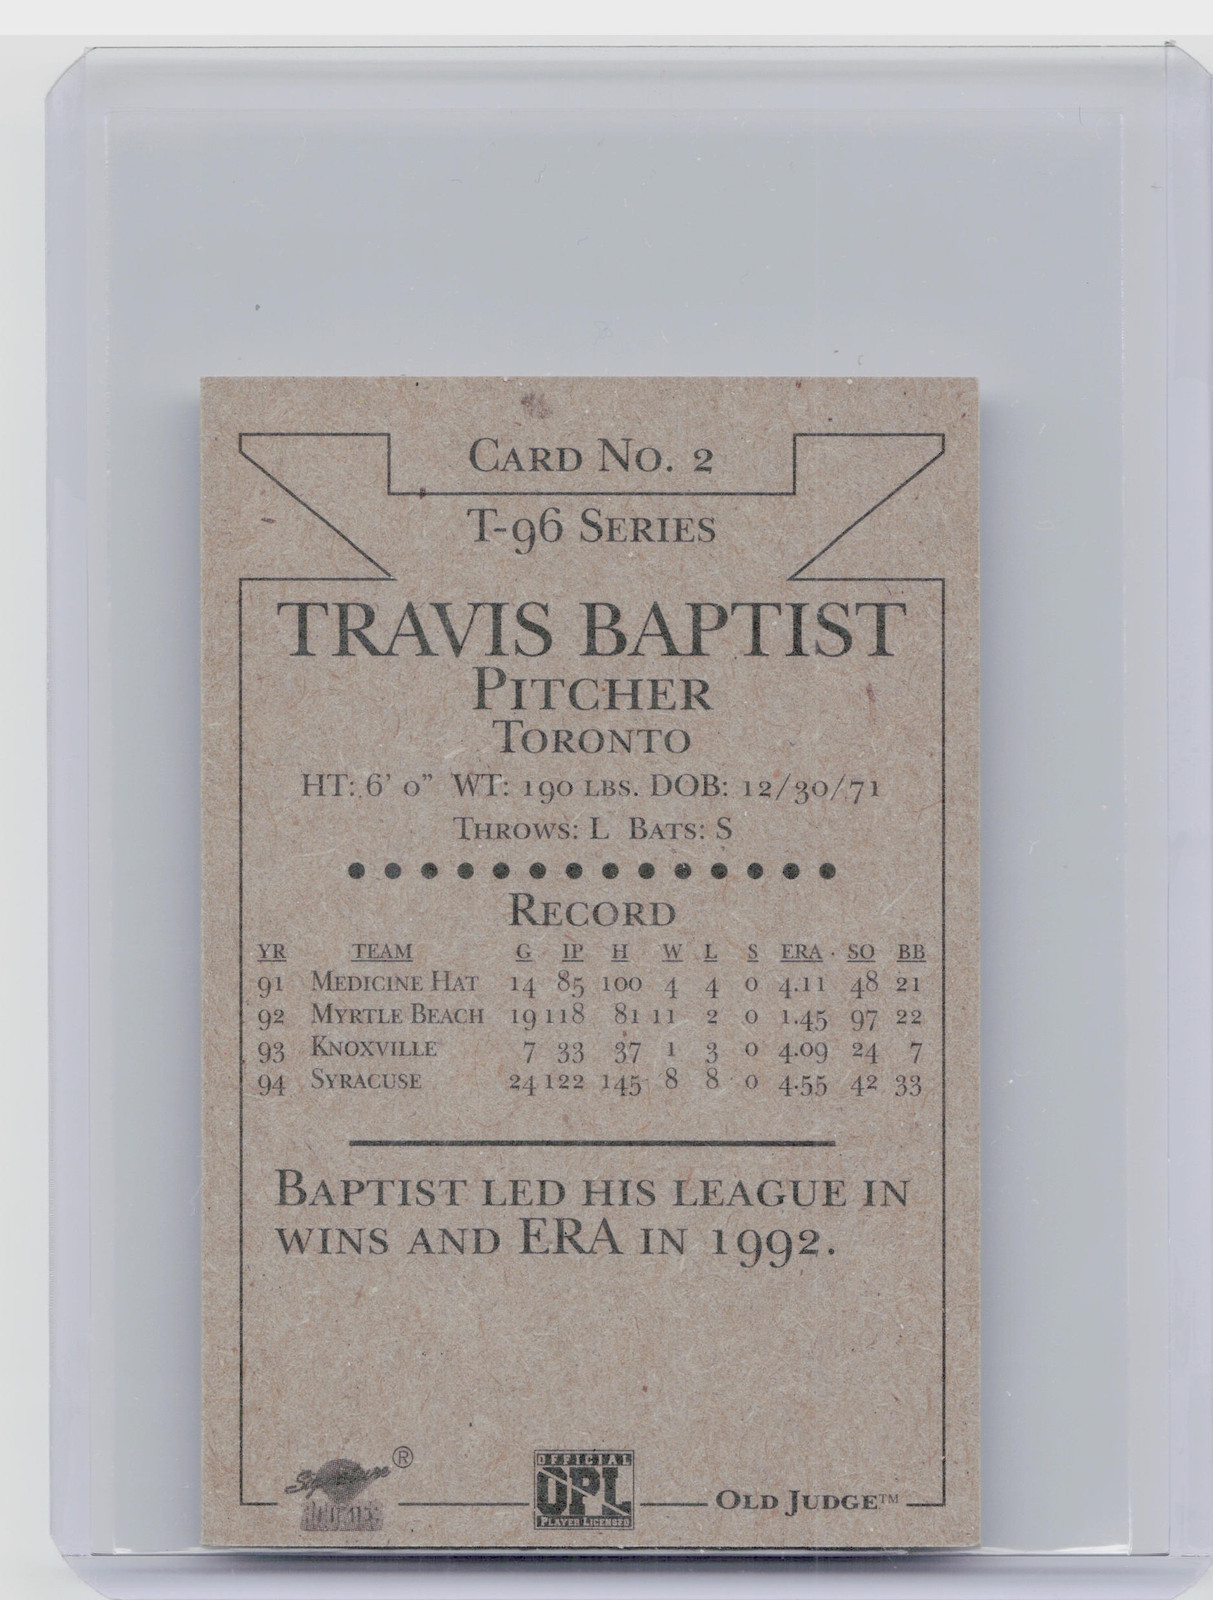 Card No. 2
T-96 Series
TRAVIS BAPTIST
Pitcher
Toronto
HT: 6' 0" WT: 190 lbs. DOB: 12/30/71
Throws: L Bats: S
Record
YR TEAM G IP H W L S ERA SO BB
91 Medicine Hat 14 85 100 4 4 0 4.11 48 21
92 Myrtle Beach 19 118 81 11 2 0 1.45 97 22
93 Knoxville 7 33 37 1 3 0 4.09 24 7
94 Syracuse 24 122 145 8 8 0 4.55 42 33
Baptist led his league in
wins and ERA in 1992.
Signature ®
Rookies
OFFICIAL
OPL
Player Licensed
Old Judge™